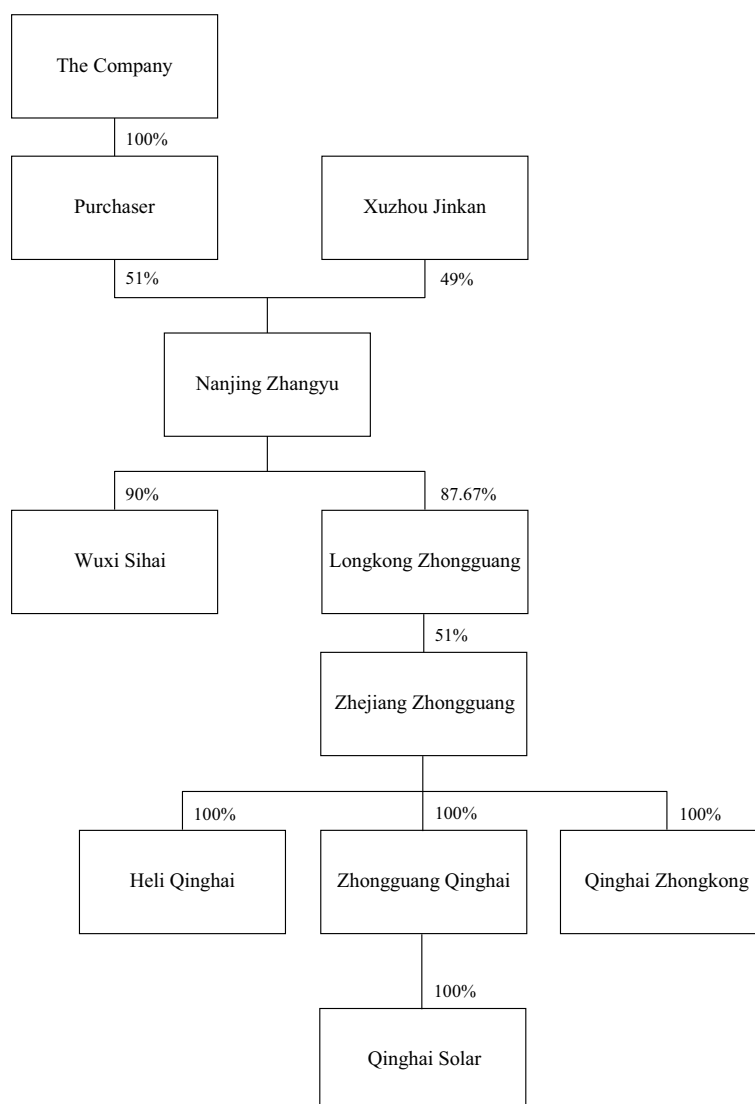 The Company
100%
Purchaser
Xuzhou Jinkan
51%
49%
Nanjing Zhangyu
90%
87.67%
Wuxi Sihai
Longkong Zhongguang
51%
Zhejiang Zhongguang
100%
100%
100%
Heli Qinghai
Zhongguang Qinghai
Qinghai Zhongkong
100%
Qinghai Solar